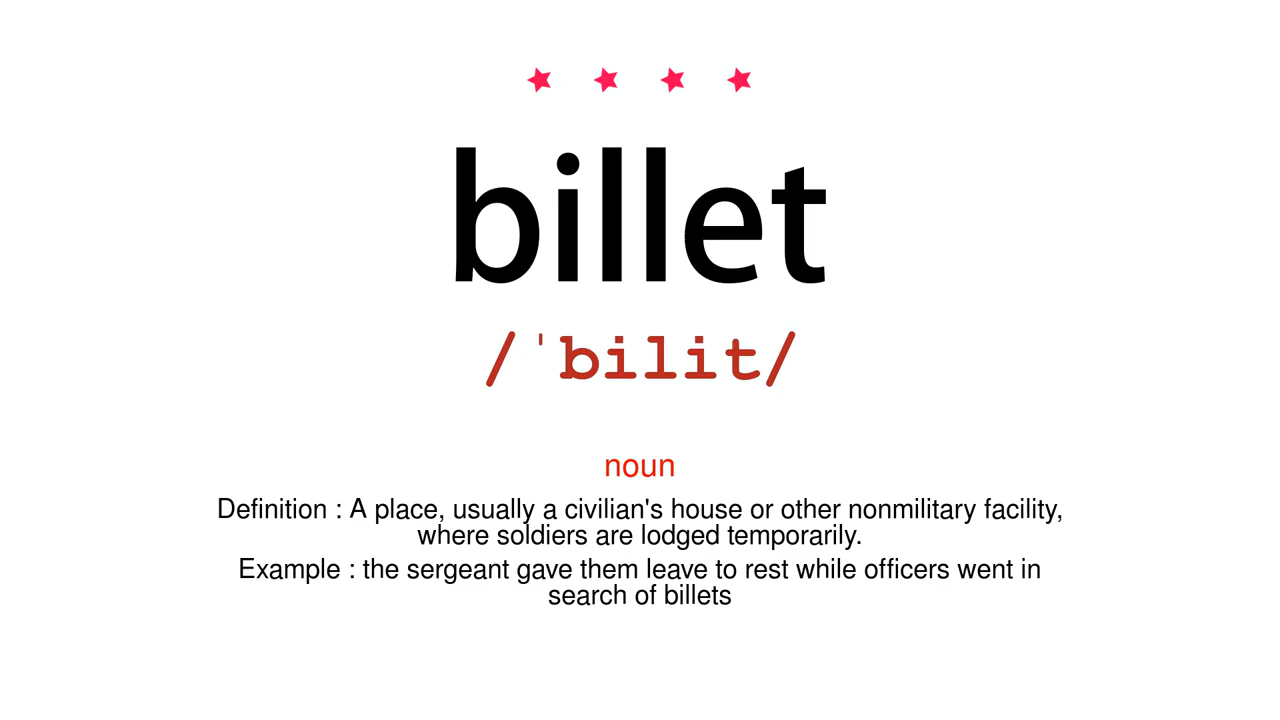 billet
/ˈbilit/
noun
Definition : A place, usually a civilian's house or other nonmilitary facility,
where soldiers are lodged temporarily.
Example : the sergeant gave them leave to rest while officers went in
search of billets